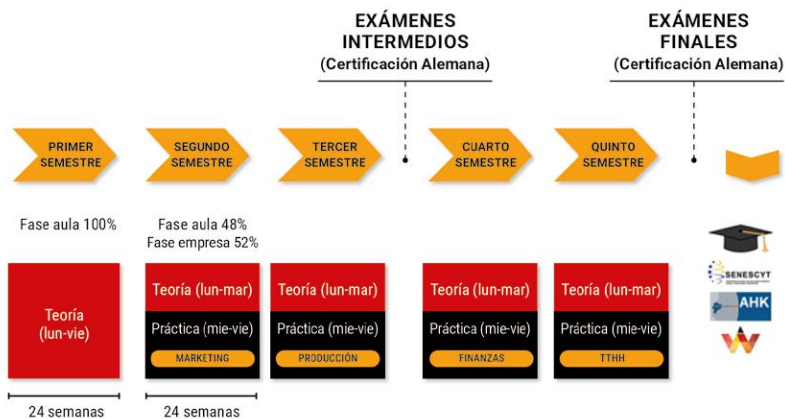 EXÁMENES
INTERMEDIOS
(Certificación Alemana)
EXÁMENES
FINALES
(Certificación Alemana)
PRIMER
SEMESTRE
SEGUNDO
SEMESTRE
TERCER
SEMESTRE
CUARTO
SEMESTRE
QUINTO
SEMESTRE
Fase aula 100%
Fase aula 48%
Fase empresa 52%
Teoría
(lun-vie)
Teoría (lun-mar)
Práctica (mie-vie)
MARKETING
Teoría (lun-mar)
Práctica (mie-vie)
PRODUCCIÓN
Teoría (lun-mar)
Práctica (mie-vie)
FINANZAS
Teoría (lun-mar)
Práctica (mie-vie)
TTHH
SENESCYT
AHK
24 semanas
24 semanas